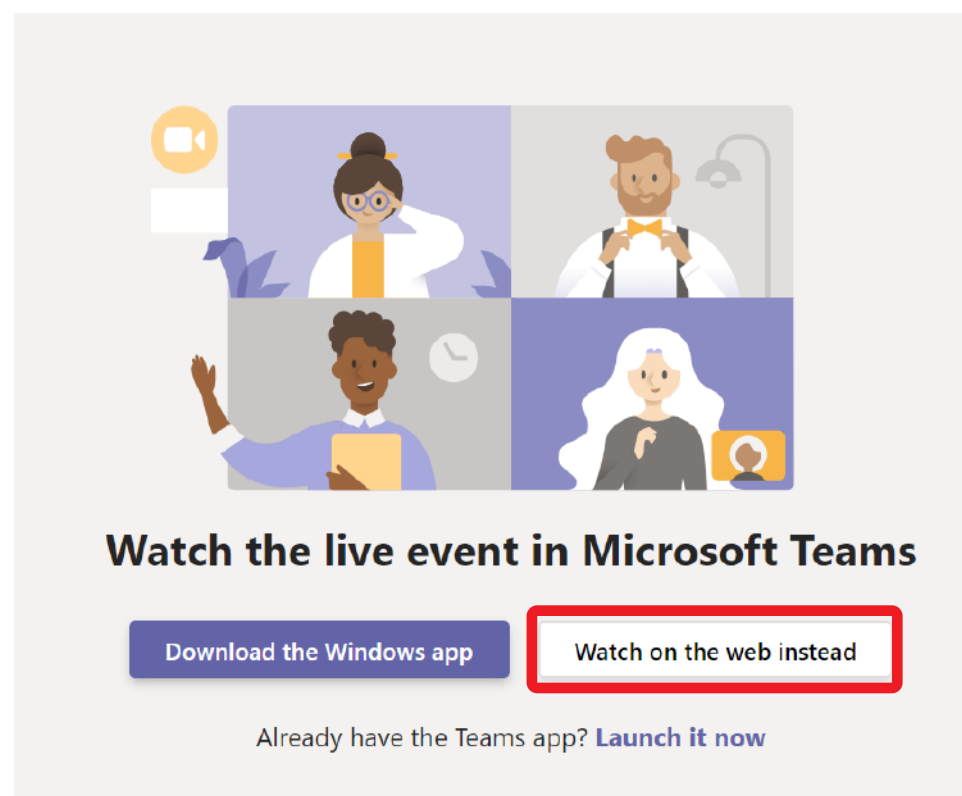 Watch the live event in Microsoft Teams
Download the Windows app
Watch on the web instead
Already have the Teams app? Launch it now